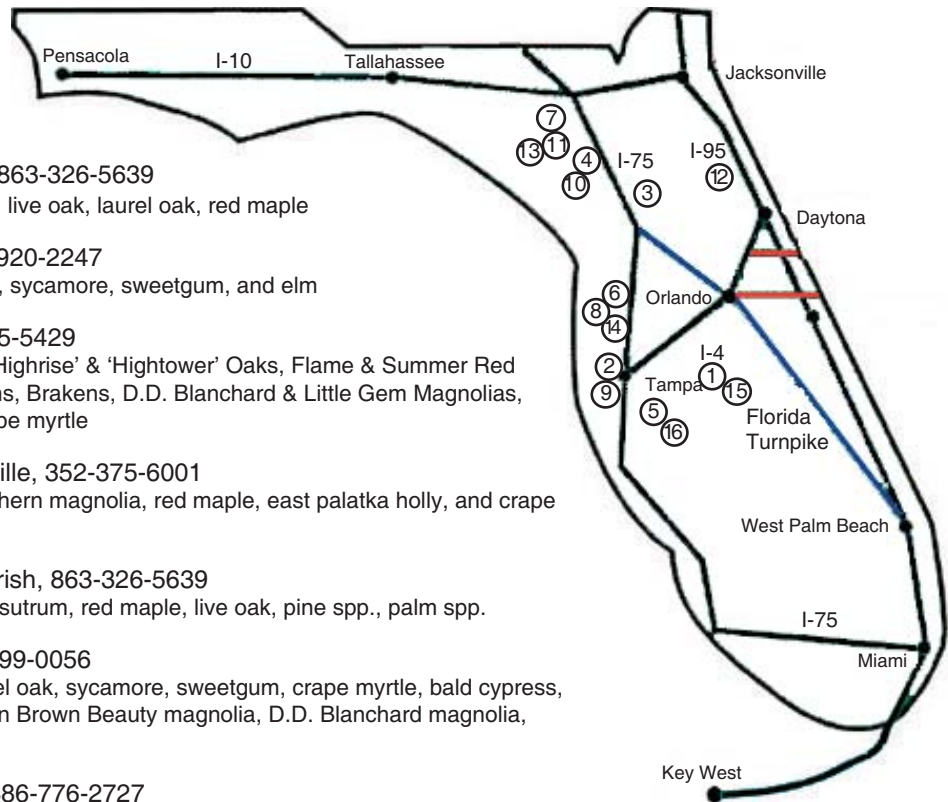 Pensacola
I-10
Tallahassee
Jacksonville
7
13
11
4
10
I-75
3
I-95
12
Daytona
863-326-5639
live oak, laurel oak, red maple
920-2247
, sycamore, sweetgum, and elm
5-5429
Highrise’ & ‘Hightower’ Oaks, Flame & Summer Red
ns, Brakens, D.D. Blanchard & Little Gem Magnolias,
pe myrtle
ville, 352-375-6001
hern magnolia, red maple, east palatka holly, and crape
rish, 863-326-5639
sutrum, red maple, live oak, pine spp., palm spp.
99-0056
el oak, sycamore, sweetgum, crape myrtle, bald cypress,
n Brown Beauty magnolia, D.D. Blanchard magnolia,
386-776-2727
6
8
14
Orlando
2
9
Tampa
I-4
1
15
5
16
Florida
Turnpike
West Palm Beach
I-75
Miami
Key West